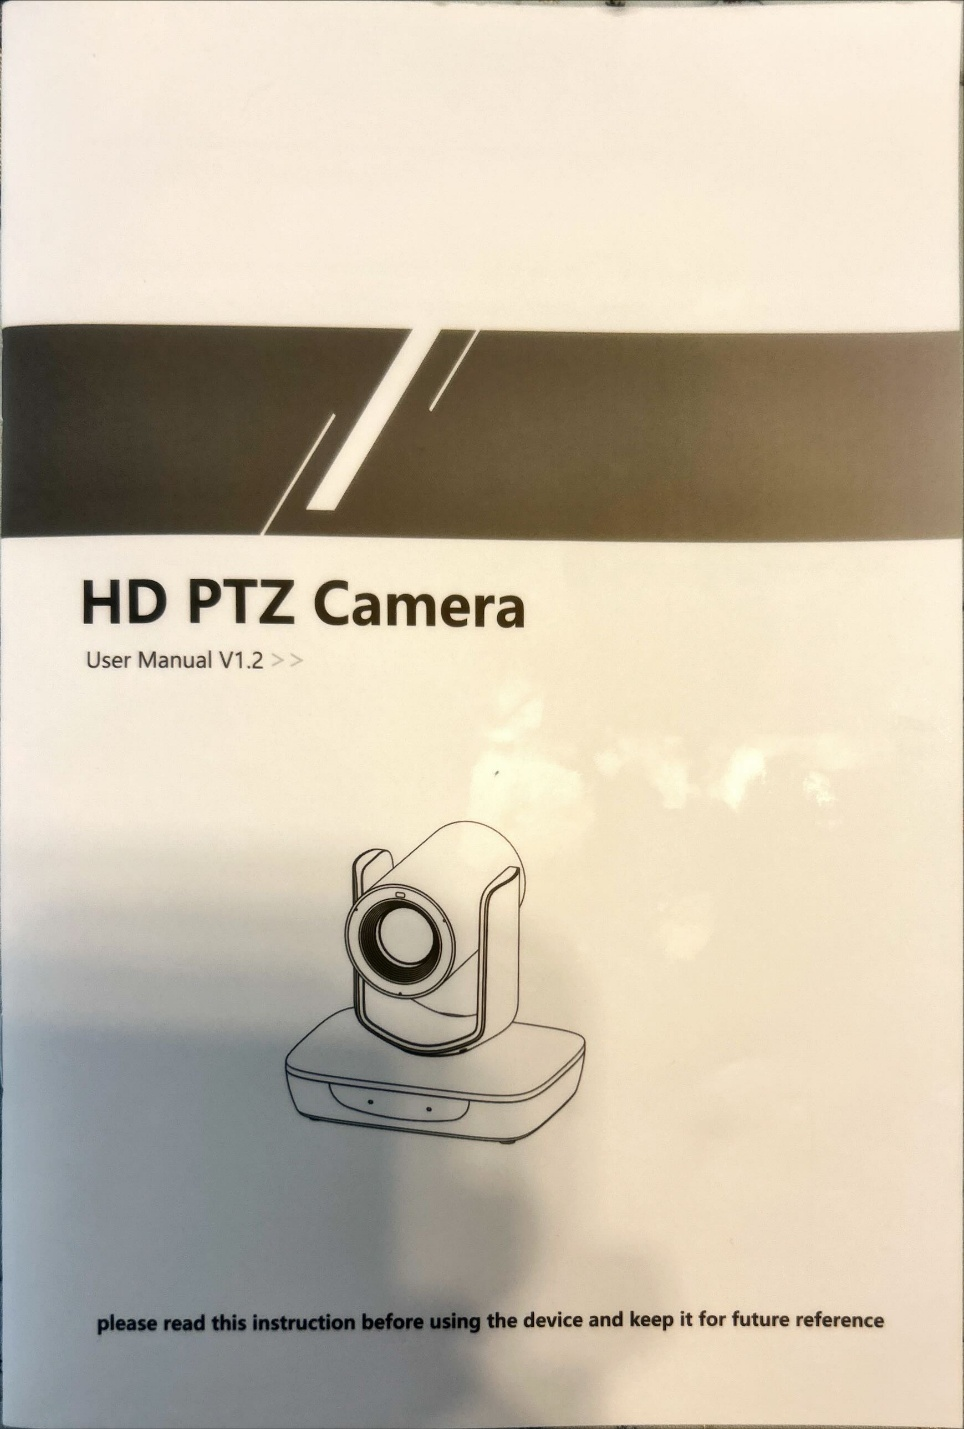 HD PTZ Camera
User Manual V1.2 >>
please read this instruction before using the device and keep it for future reference